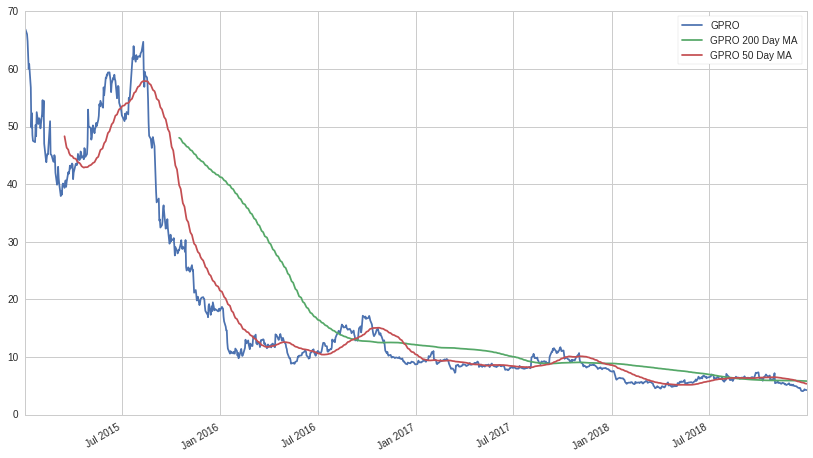 70
60
50
40
30
20
10
0
GPRO
GPRO 200 Day MA
GPRO 50 Day MA
Jul 2015
Jan 2016
Jul 2016
Jan 2017
Jul 2017
Jan 2018
Jul 2018